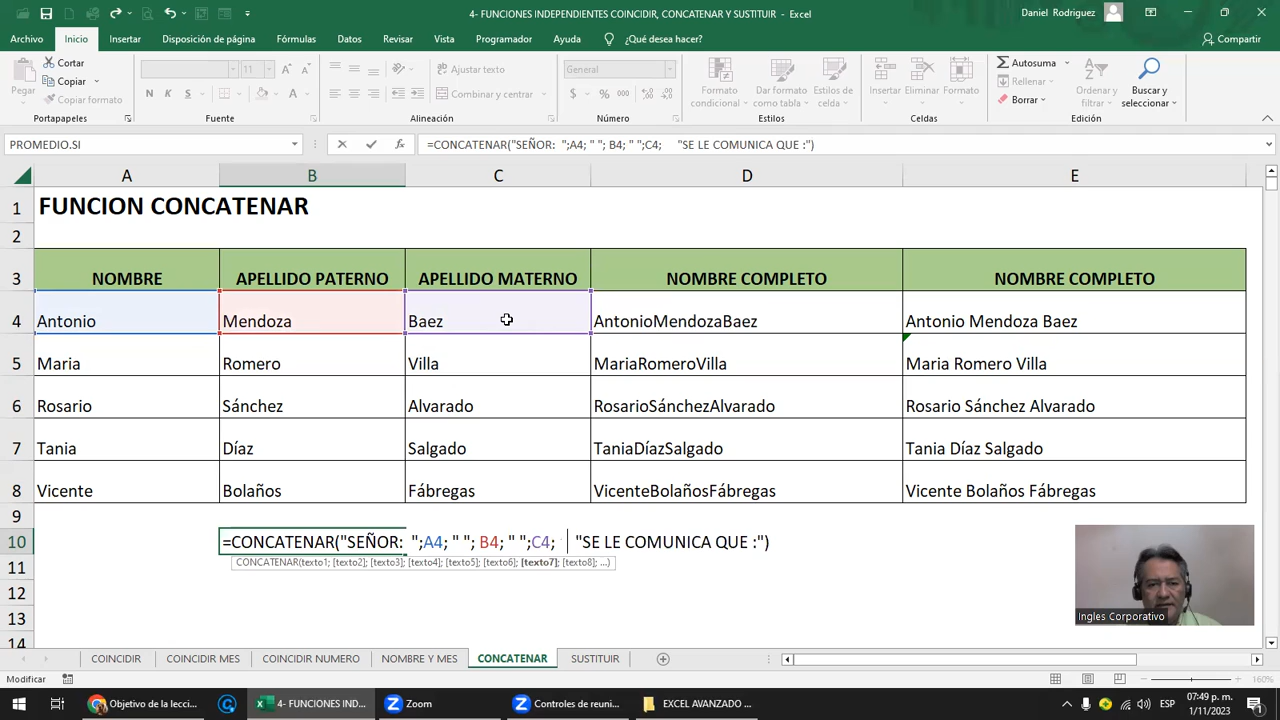 4- FUNCIONES INDEPENDIENTES COINCIDIR, CONCATENAR Y SUSTITUIR - Excel
Daniel Rodriguez
Archivo Inicio Insertar Disposición de página Fórmulas Datos Revisar Vista Programador Ayuda ¿Qué desea hacer? Compartir
Pegar
Cortar
Copiar
Copiar formato
Portapapeles
11
N K S
Fuente
Ajustar texto
Combinar y centrar
Alineación
General
$ % 000
Número
Formato condicional
Dar formato como tabla
Estilos de celda
Estilos
Insertar Eliminar Formato
Celdas
Autosuma
Rellenar
Borrar
Ordenar y filtrar
Buscar y seleccionar
Edición
PROMEDIO.SI
=CONCATENAR("SEÑOR: ";A4; " "; B4; " ";C4; "SE LE COMUNICA QUE :")
A B C D E
1 FUNCION CONCATENAR
2
3 NOMBRE APELLIDO PATERNO APELLIDO MATERNO NOMBRE COMPLETO NOMBRE COMPLETO
4 Antonio Mendoza Baez AntonioMendozaBaez Antonio Mendoza Baez
5 Maria Romero Villa MariaRomeroVilla Maria Romero Villa
6 Rosario Sánchez Alvarado RosarioSánchezAlvarado Rosario Sánchez Alvarado
7 Tania Díaz Salgado TaniaDíazSalgado Tania Díaz Salgado
8 Vicente Bolaños Fábregas VicenteBolañosFábregas Vicente Bolaños Fábregas
9
10 =CONCATENAR("SEÑOR: ";A4; " "; B4; " ";C4; "SE LE COMUNICA QUE :")
11 CONCATENAR(texto1; [texto2]; [texto3]; [texto4]; [texto5]; [texto6]; [texto7]; [texto8]; ...)
12
13
14
Ingles Corporativo
COINCIDIR COINCIDIR MES COINCIDIR NUMERO NOMBRE Y MES CONCATENAR SUSTITUIR
Modificar
160%
Objetivo de la lecci...
4- FUNCIONES IND...
Zoom
Controles de reuni...
EXCEL AVANZADO ...
ESP
07:49 p. m.
1/11/2023